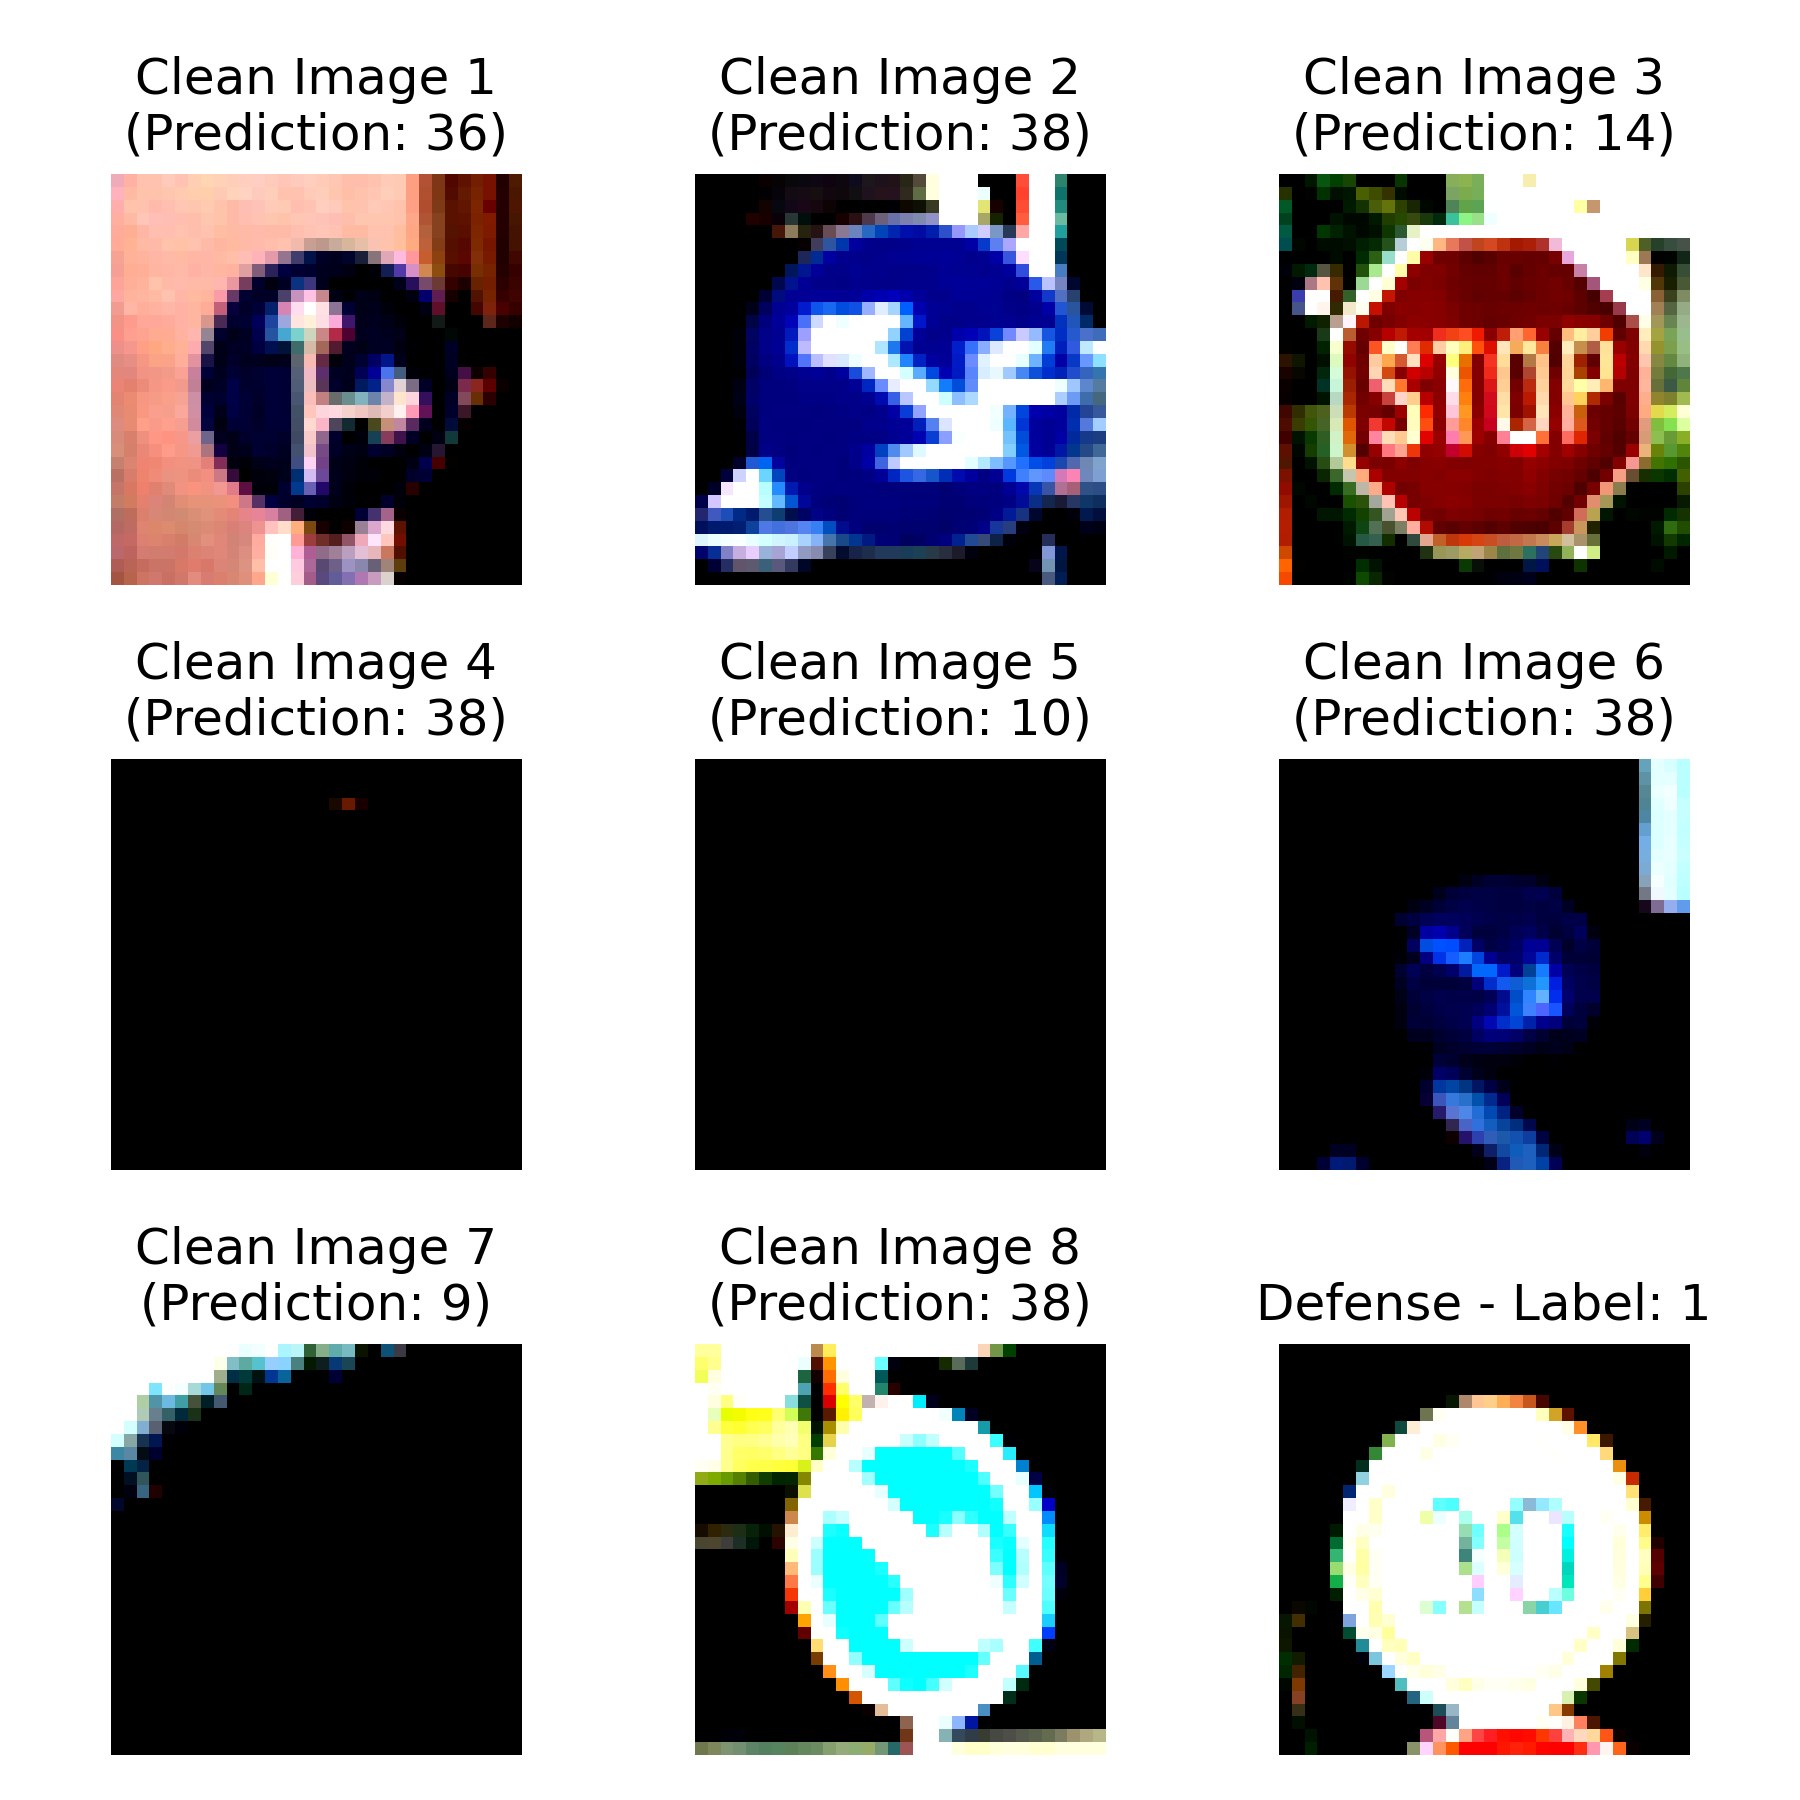 Clean Image 1
(Prediction: 36)
Clean Image 2
(Prediction: 38)
Clean Image 3
(Prediction: 14)
STOP
Clean Image 4
(Prediction: 38)
Clean Image 5
(Prediction: 10)
Clean Image 6
(Prediction: 38)
Clean Image 7
(Prediction: 9)
Clean Image 8
(Prediction: 38)
Defense - Label: 1
30